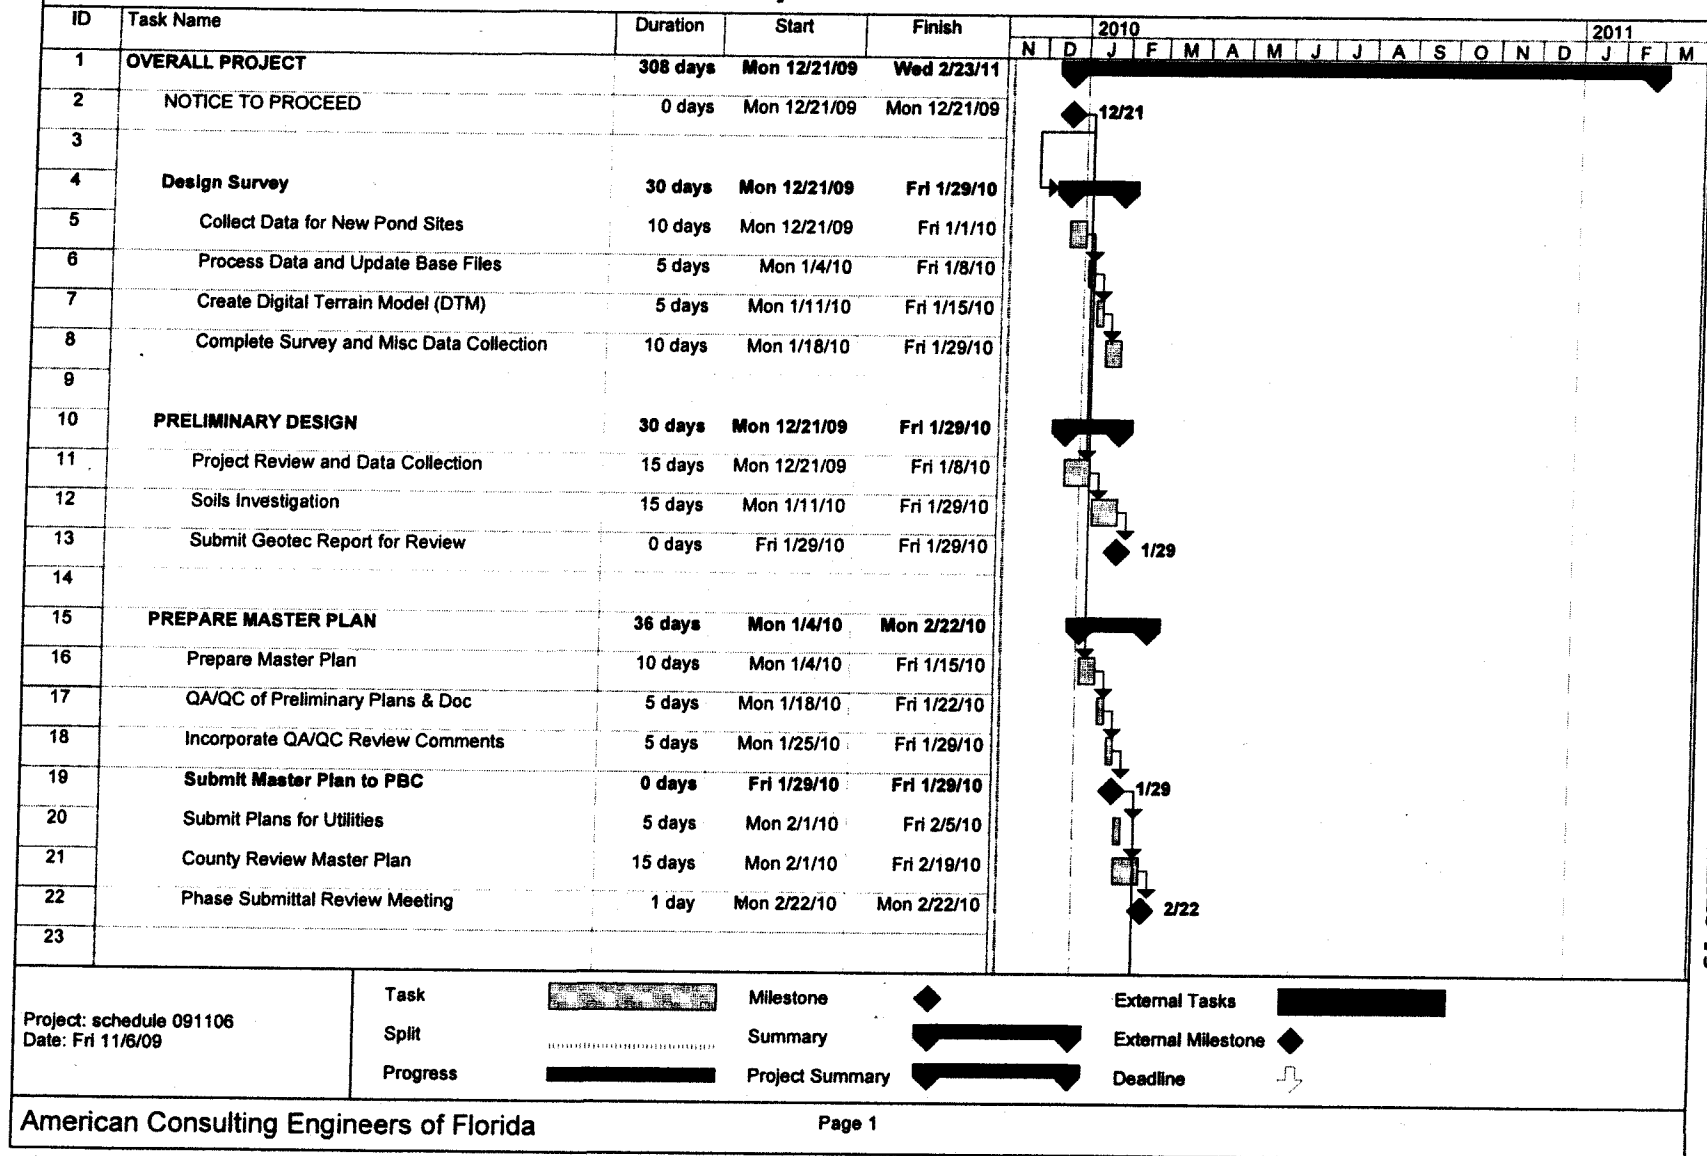 ID Task Name Duration Start Finish 2010 2011
N D J F M A M J J A S O N D J F M
1 OVERALL PROJECT 308 days Mon 12/21/09 Wed 2/23/11
2 NOTICE TO PROCEED 0 days Mon 12/21/09 Mon 12/21/09 12/21
3
4 Design Survey 30 days Mon 12/21/09 Fri 1/29/10
5 Collect Data for New Pond Sites 10 days Mon 12/21/09 Fri 1/1/10
6 Process Data and Update Base Files 5 days Mon 1/4/10 Fri 1/8/10
7 Create Digital Terrain Model (DTM) 5 days Mon 1/11/10 Fri 1/15/10
8 Complete Survey and Misc Data Collection 10 days Mon 1/18/10 Fri 1/29/10
9
10 PRELIMINARY DESIGN 30 days Mon 12/21/09 Fri 1/29/10
11 Project Review and Data Collection 15 days Mon 12/21/09 Fri 1/8/10
12 Soils Investigation 15 days Mon 1/11/10 Fri 1/29/10
13 Submit Geotec Report for Review 0 days Fri 1/29/10 Fri 1/29/10 1/29
14
15 PREPARE MASTER PLAN 36 days Mon 1/4/10 Mon 2/22/10
16 Prepare Master Plan 10 days Mon 1/4/10 Fri 1/15/10
17 QA/QC of Preliminary Plans & Doc 5 days Mon 1/18/10 Fri 1/22/10
18 Incorporate QA/QC Review Comments 5 days Mon 1/25/10 Fri 1/29/10
19 Submit Master Plan to PBC 0 days Fri 1/29/10 Fri 1/29/10 1/29
20 Submit Plans for Utilities 5 days Mon 2/1/10 Fri 2/5/10
21 County Review Master Plan 15 days Mon 2/1/10 Fri 2/19/10
22 Phase Submittal Review Meeting 1 day Mon 2/22/10 Mon 2/22/10 2/22
23
Project: schedule 091106
Date: Fri 11/6/09
Task Milestone External Tasks
Split Summary External Milestone
Progress Project Summary Deadline
American Consulting Engineers of Florida Page 1